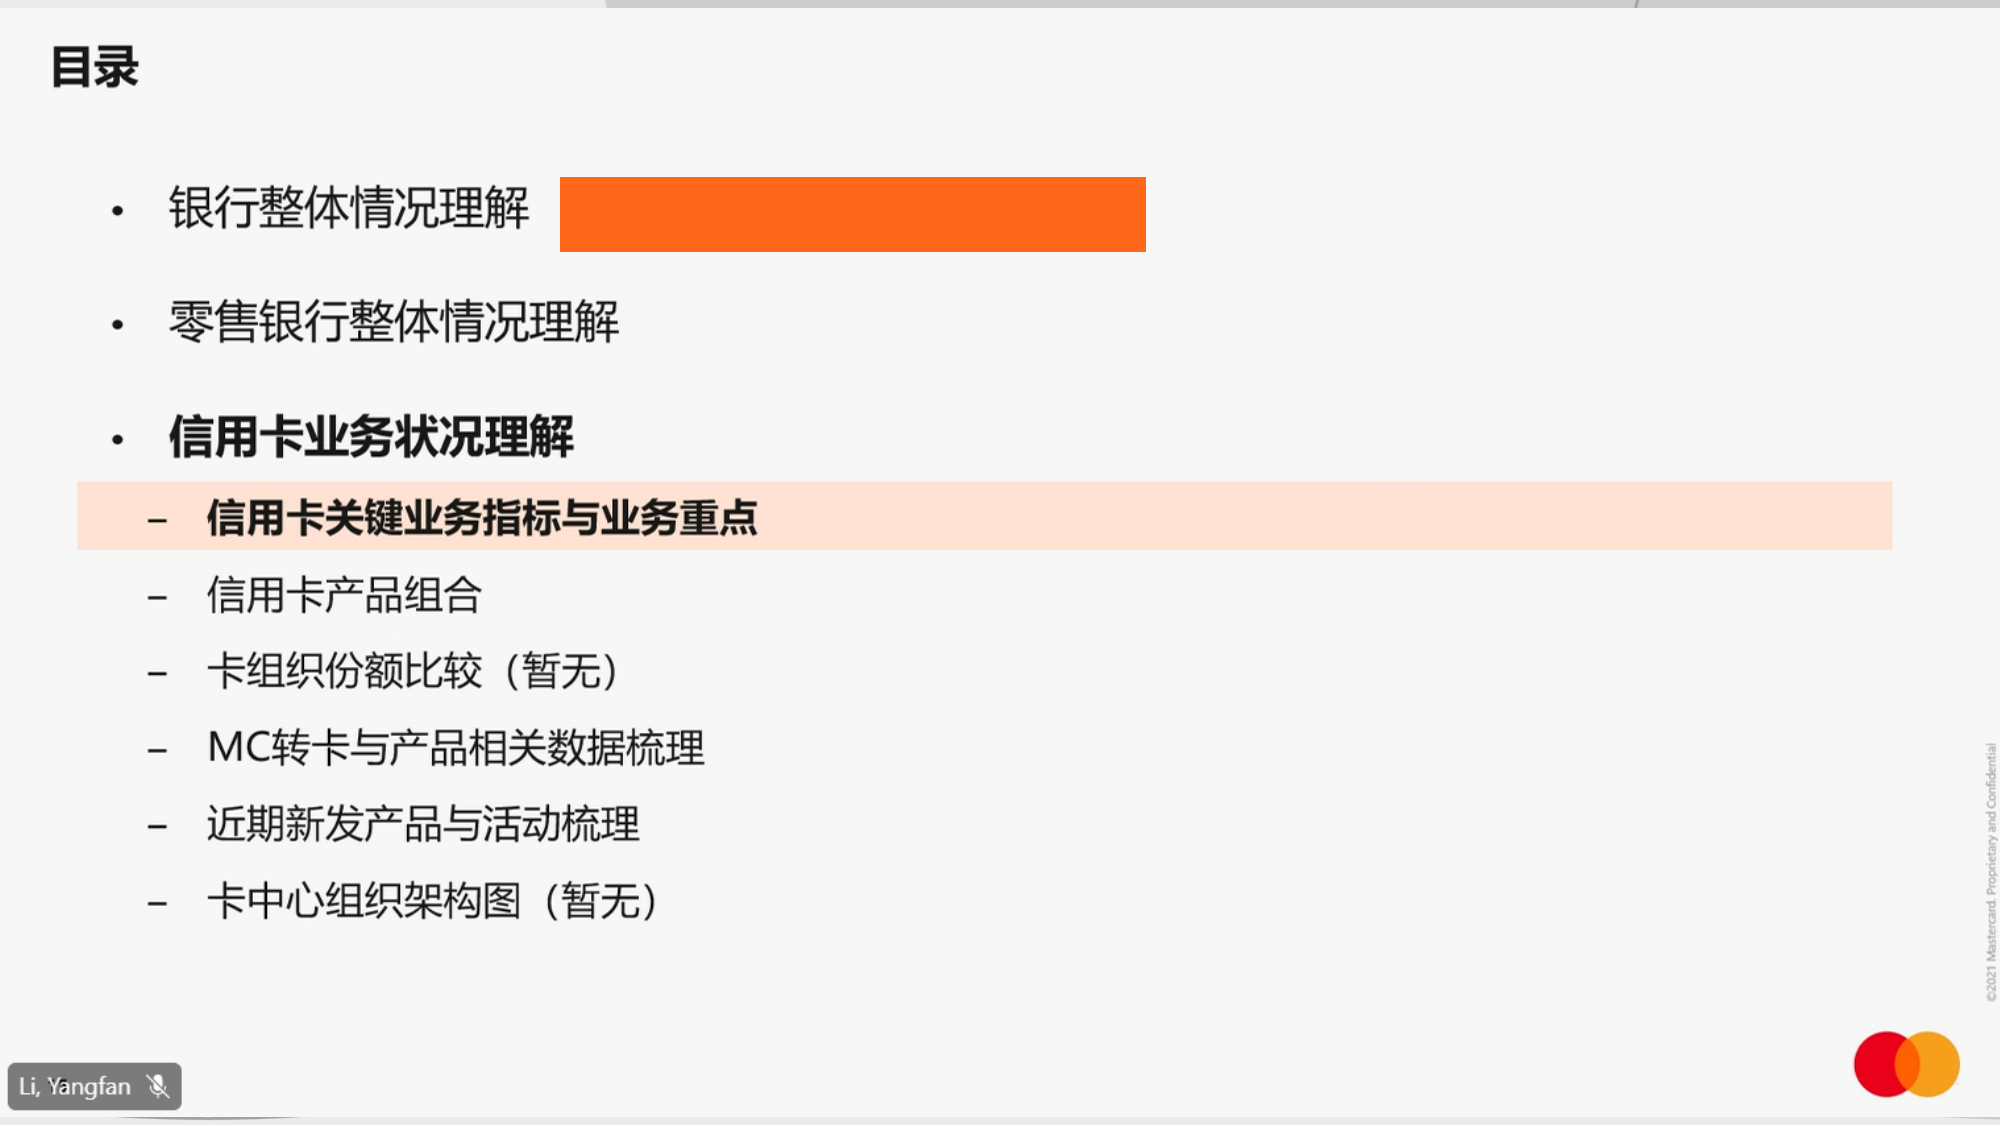 目录
• 银行整体情况理解
• 零售银行整体情况理解
• 信用卡业务状况理解
– 信用卡关键业务指标与业务重点
– 信用卡产品组合
– 卡组织份额比较（暂无）
– MC转卡与产品相关数据梳理
– 近期新发产品与活动梳理
– 卡中心组织架构图（暂无）
©2021 Mastercard. Proprietary and Confidential
Li, Yangfan